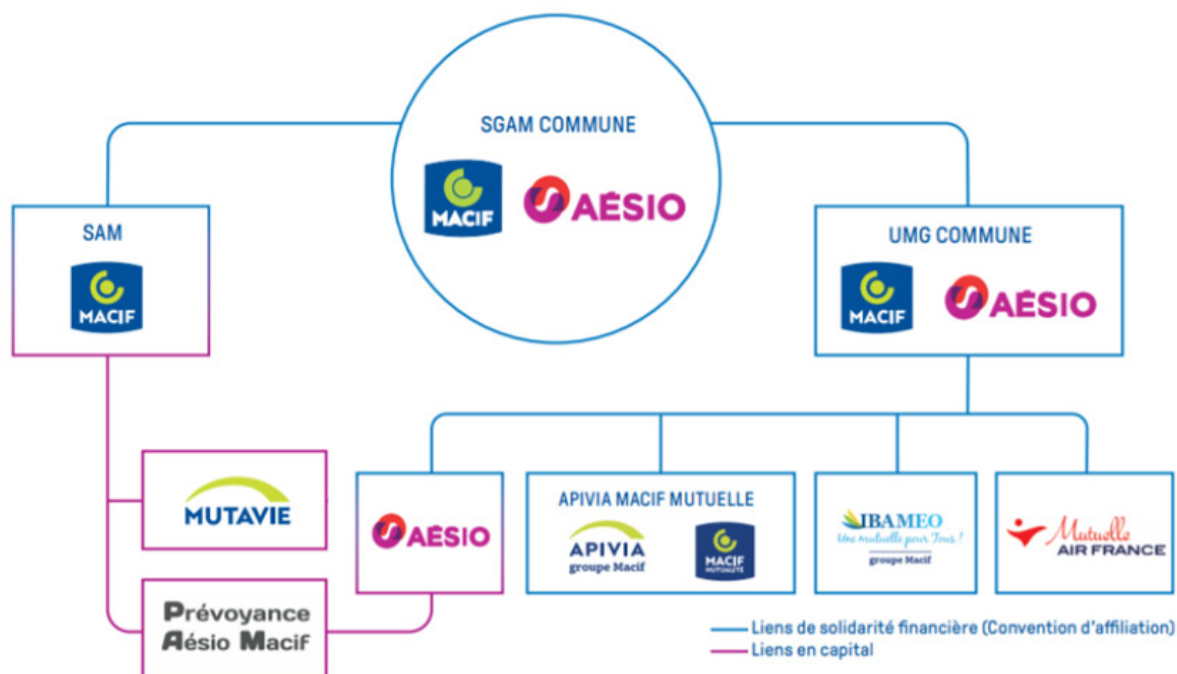 SGAM COMMUNE
MACIF
AÉSIO
SAM
MACIF
UMG COMMUNE
MACIF
AÉSIO
MUTAVIE
Prévoyance
Aésio Macif
AÉSIO
APIVIA MACIF MUTUELLE
APIVIA
groupe Macif
MACIF
MUTUALITÉ
IBAMEO
Une mutuelle pour Tous !
groupe Macif
Mutuelle
AIR FRANCE
Liens de solidarité financière (Convention d'affiliation)
Liens en capital